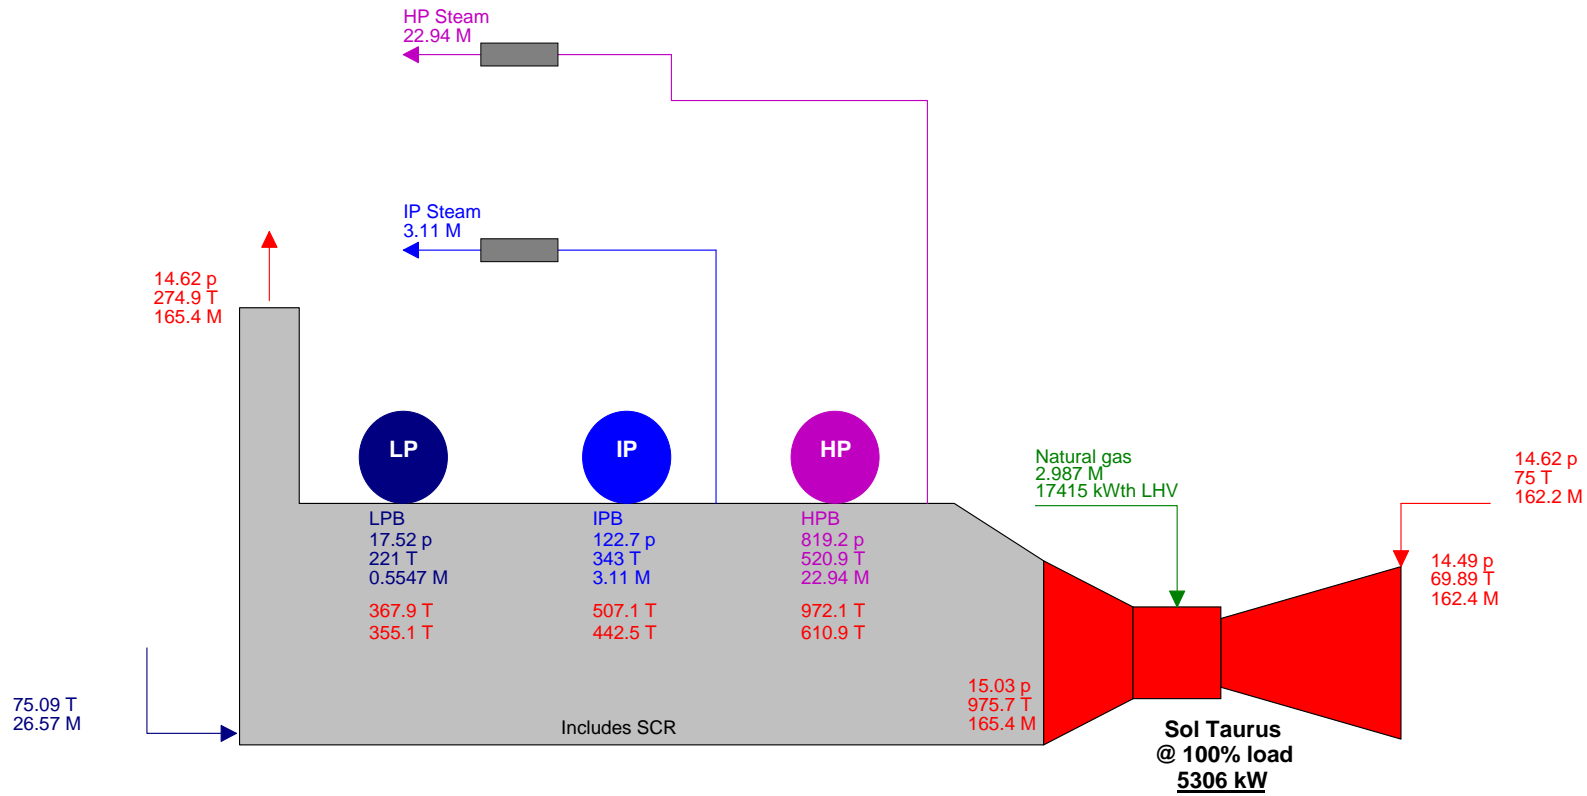 HP Steam
22.94 M
IP Steam
3.11 M
14.62 p
274.9 T
165.4 M
LP
IP
HP
LPB
17.52 p
221 T
0.5547 M
367.9 T
355.1 T
IPB
122.7 p
343 T
3.11 M
507.1 T
442.5 T
HPB
819.2 p
520.9 T
22.94 M
972.1 T
610.9 T
Natural gas
2.987 M
17415 kWth LHV
14.62 p
75 T
162.2 M
14.49 p
69.89 T
162.4 M
15.03 p
975.7 T
165.4 M
75.09 T
26.57 M
Includes SCR
Sol Taurus
@ 100% load
5306 kW